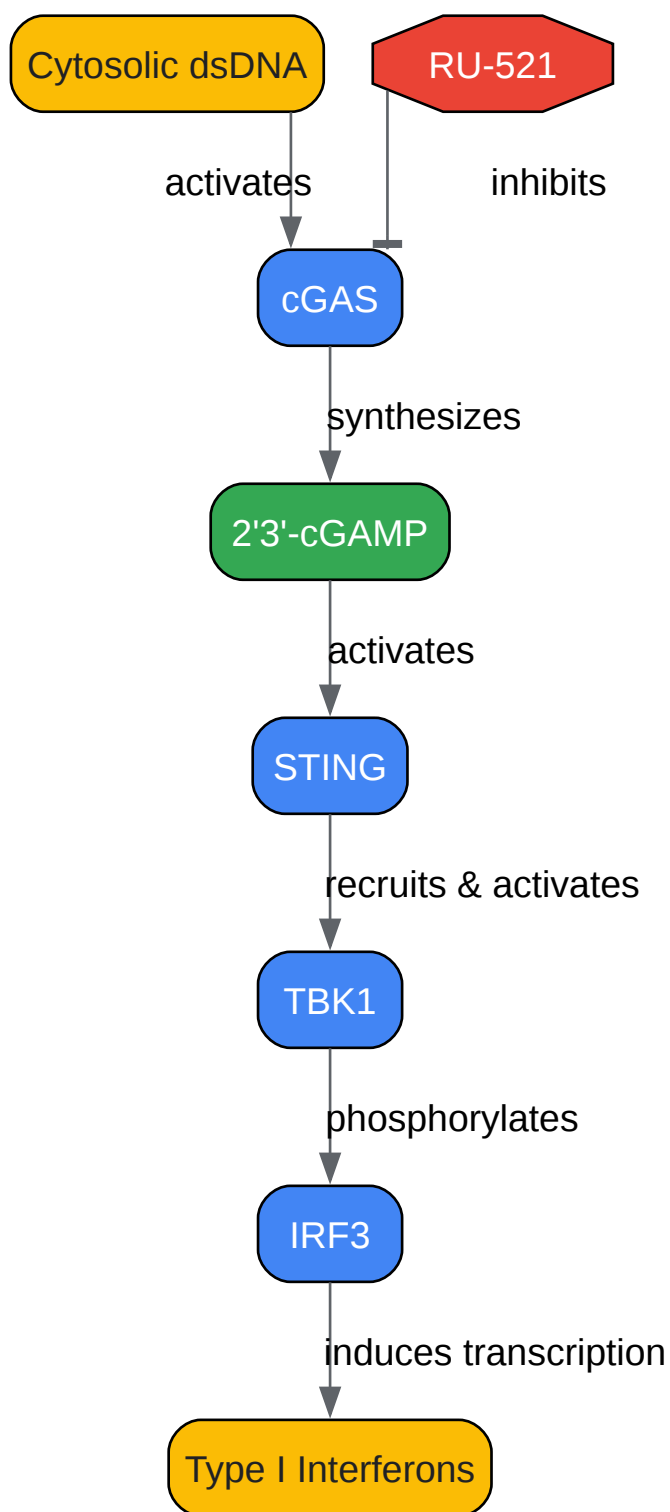 Cytosolic dsDNA
RU-521
activates
inhibits
cGAS
synthesizes
2'3'-cGAMP
activates
STING
recruits & activates
TBK1
phosphorylates
IRF3
induces transcription
Type I Interferons